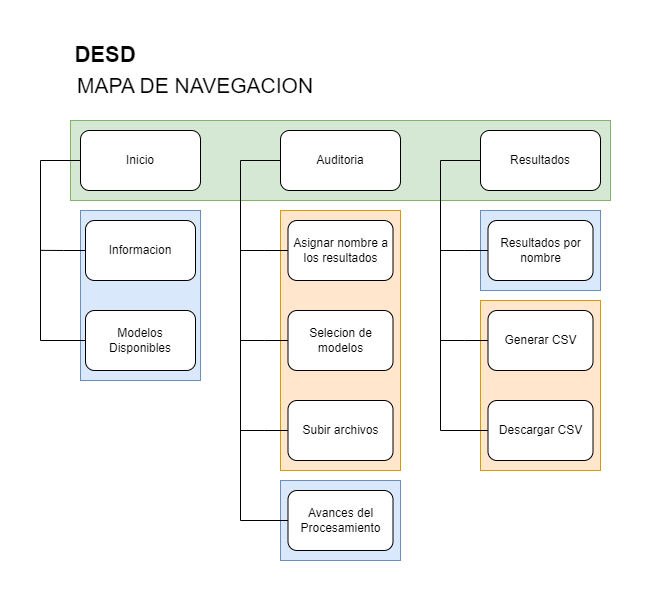 DESD
MAPA DE NAVEGACION
Inicio
Auditoria
Resultados
Informacion
Modelos
Disponibles
Asignar nombre a
los resultados
Selecion de
modelos
Subir archivos
Avances del
Procesamiento
Resultados por
nombre
Generar CSV
Descargar CSV